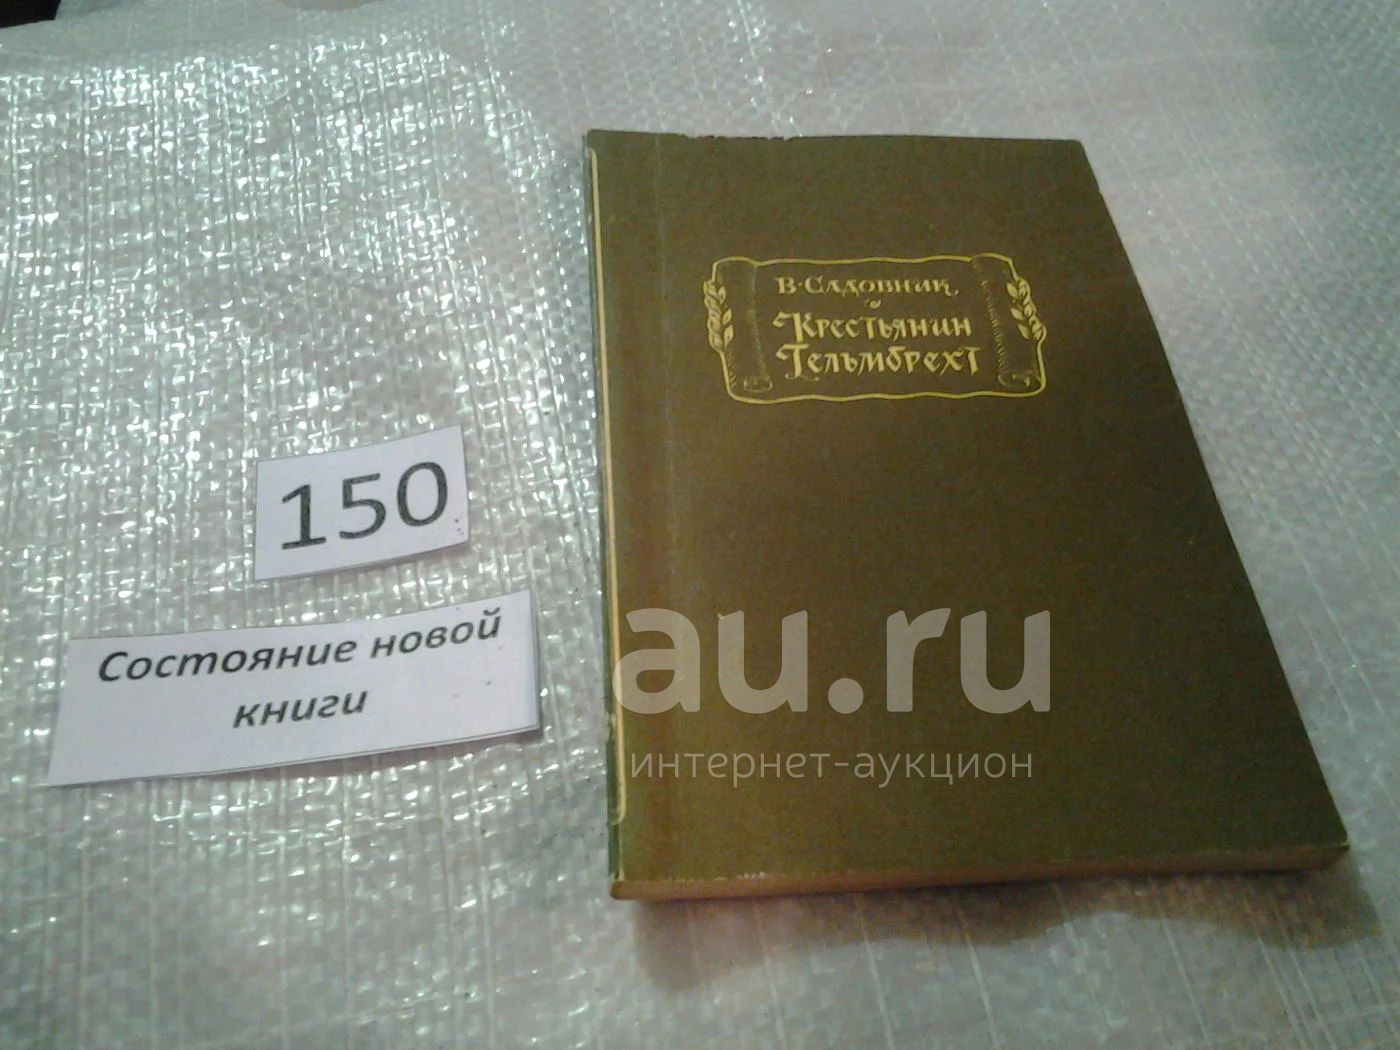 В·Садовник
Крестьянин
Гельмбрехт
150
Состояние новой
книги
au.ru
интернет-аукцион